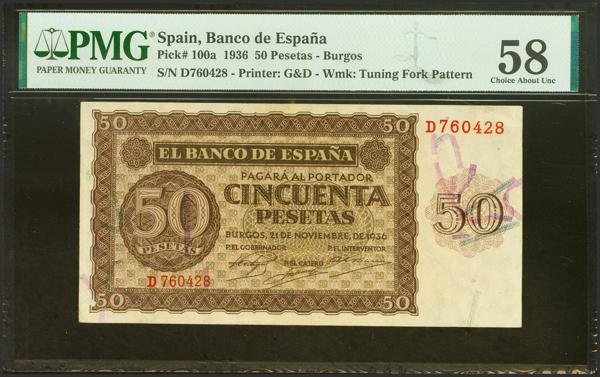 PMG
PAPER MONEY GUARANTY
Spain, Banco de España
Pick# 100a 1936 50 Pesetas - Burgos
S/N D760428 - Printer: G&D - Wmk: Tuning Fork Pattern
58
Choice About Unc
50
50
D760428
EL BANCO DE ESPAÑA
PAGARÁ AL PORTADOR
CINCUENTA
PESETAS
50
PESETAS
50
BURGOS, 21 DE NOVIEMBRE, DE 1936
P.EL GOBERNADOR
P.EL INTERVENTOR
P.EL CAJERO
D760428
50
50